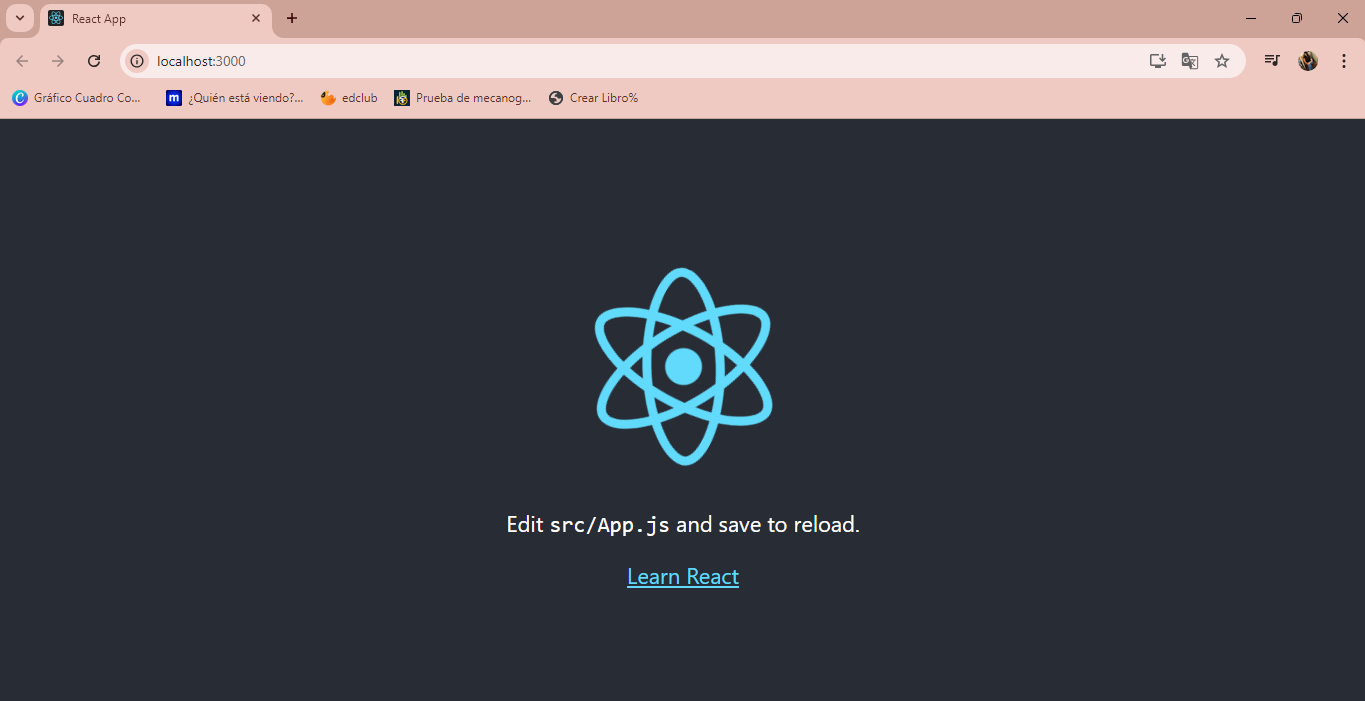 React App
localhost:3000
Gráfico Cuadro Co... ¿Quién está viendo?... edclub Prueba de mecanog... Crear Libro%
Edit src/App.js and save to reload.
Learn React